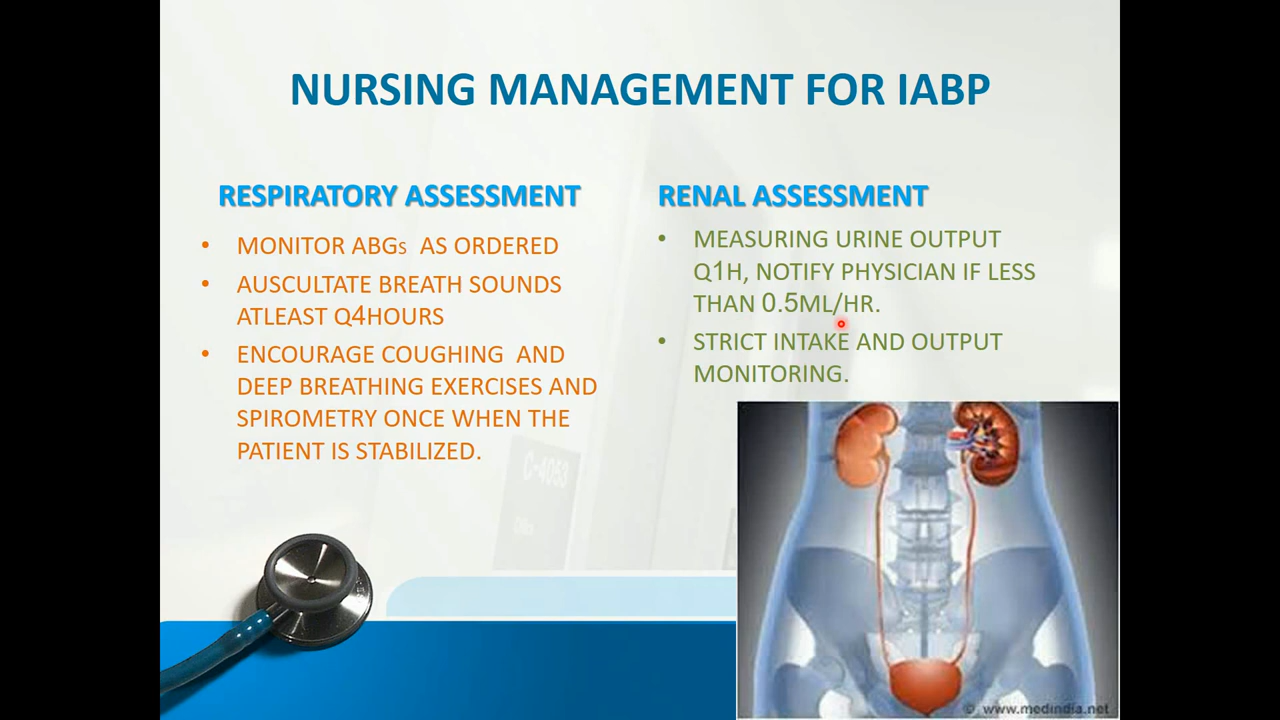 NURSING MANAGEMENT FOR IABP
RESPIRATORY ASSESSMENT
• MONITOR ABGs AS ORDERED
• AUSCULTATE BREATH SOUNDS
ATLEAST Q4HOURS
• ENCOURAGE COUGHING AND
DEEP BREATHING EXERCISES AND
SPIROMETRY ONCE WHEN THE
PATIENT IS STABILIZED.
RENAL ASSESSMENT
• MEASURING URINE OUTPUT
Q1H, NOTIFY PHYSICIAN IF LESS
THAN 0.5ML/HR.
• STRICT INTAKE AND OUTPUT
MONITORING.
C-4053
© www.medindia.net